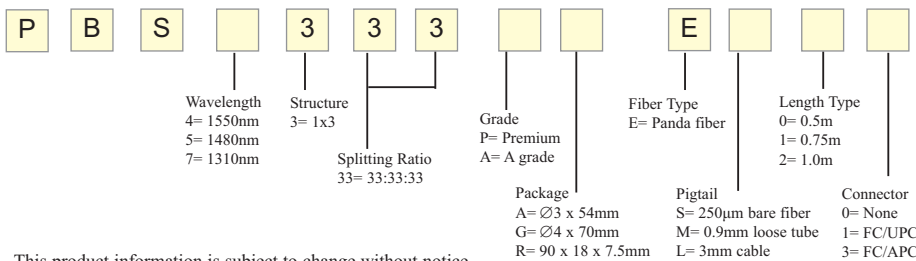 P B S 3 3 3 E
Wavelength
4= 1550nm
5= 1480nm
7= 1310nm
Structure
3= 1x3
Splitting Ratio
33= 33:33:33
Grade
P= Premium
A= A grade
Package
A= ∅3 x 54mm
G= ∅4 x 70mm
R= 90 x 18 x 7.5mm
Fiber Type
E= Panda fiber
Pigtail
S= 250μm bare fiber
M= 0.9mm loose tube
L= 3mm cable
Length Type
0= 0.5m
1= 0.75m
2= 1.0m
Connector
0= None
1= FC/UPC
3= FC/APC
This product information is subject to change without notice